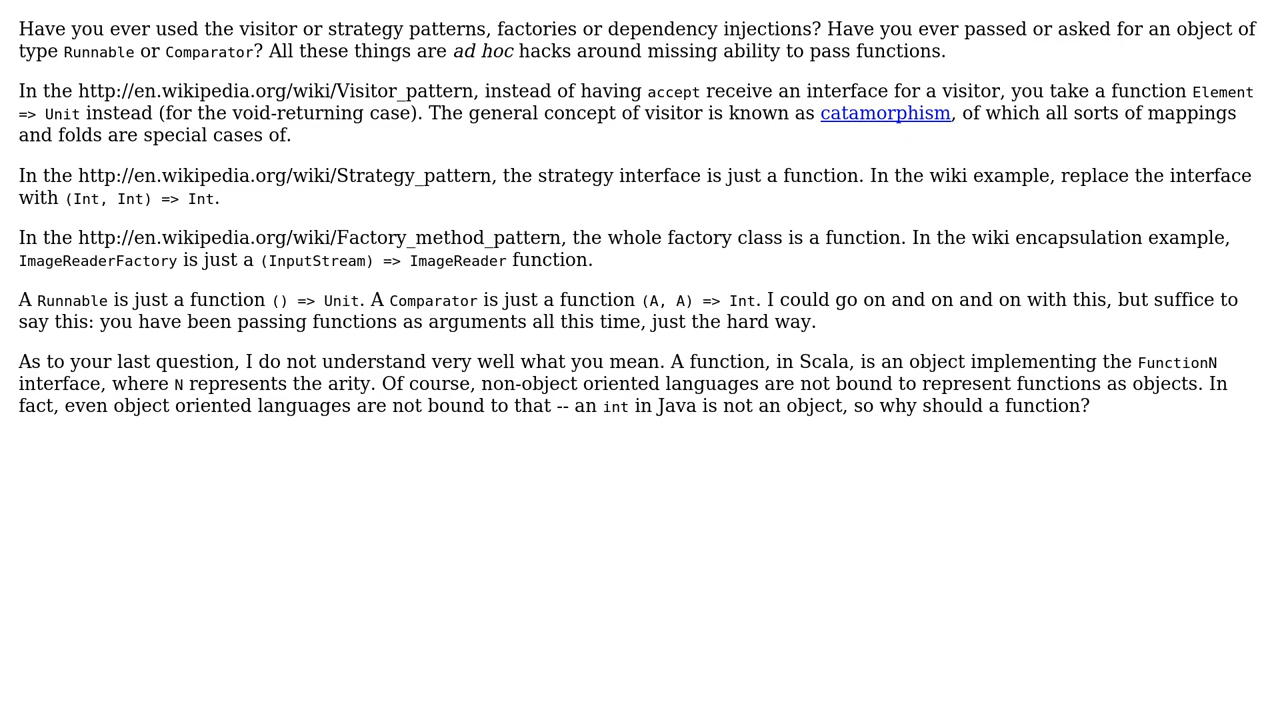 Have you ever used the visitor or strategy patterns, factories or dependency injections? Have you ever passed or asked for an object of
type Runnable or Comparator? All these things are ad hoc hacks around missing ability to pass functions.
In the http://en.wikipedia.org/wiki/Visitor_pattern, instead of having accept receive an interface for a visitor, you take a function Element
=> Unit instead (for the void-returning case). The general concept of visitor is known as catamorphism, of which all sorts of mappings
and folds are special cases of.
In the http://en.wikipedia.org/wiki/Strategy_pattern, the strategy interface is just a function. In the wiki example, replace the interface
with (Int, Int) => Int.
In the http://en.wikipedia.org/wiki/Factory_method_pattern, the whole factory class is a function. In the wiki encapsulation example,
ImageReaderFactory is just a (InputStream) => ImageReader function.
A Runnable is just a function () => Unit. A Comparator is just a function (A, A) => Int. I could go on and on and on with this, but suffice to
say this: you have been passing functions as arguments all this time, just the hard way.
As to your last question, I do not understand very well what you mean. A function, in Scala, is an object implementing the FunctionN
interface, where N represents the arity. Of course, non-object oriented languages are not bound to represent functions as objects. In
fact, even object oriented languages are not bound to that -- an int in Java is not an object, so why should a function?